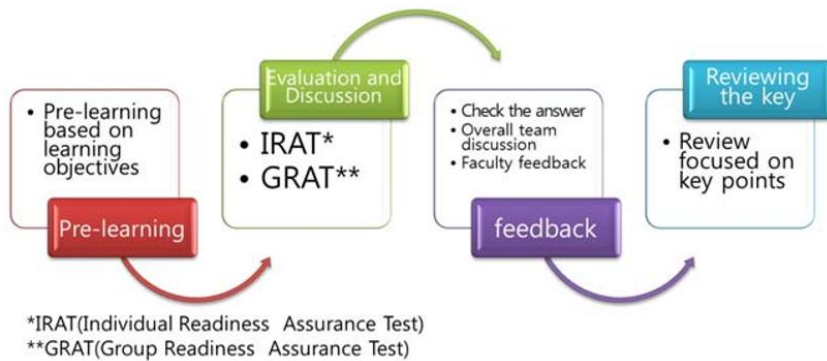 • Pre-learning
based on
learning
objectives
Pre-learning
Evaluation and
Discussion
• IRAT*
• GRAT**
• Check the answer
• Overall team
discussion
• Faculty feedback
feedback
Reviewing
the key
• Review
focused on
key points
*IRAT(Individual Readiness Assurance Test)
**GRAT(Group Readiness Assurance Test)